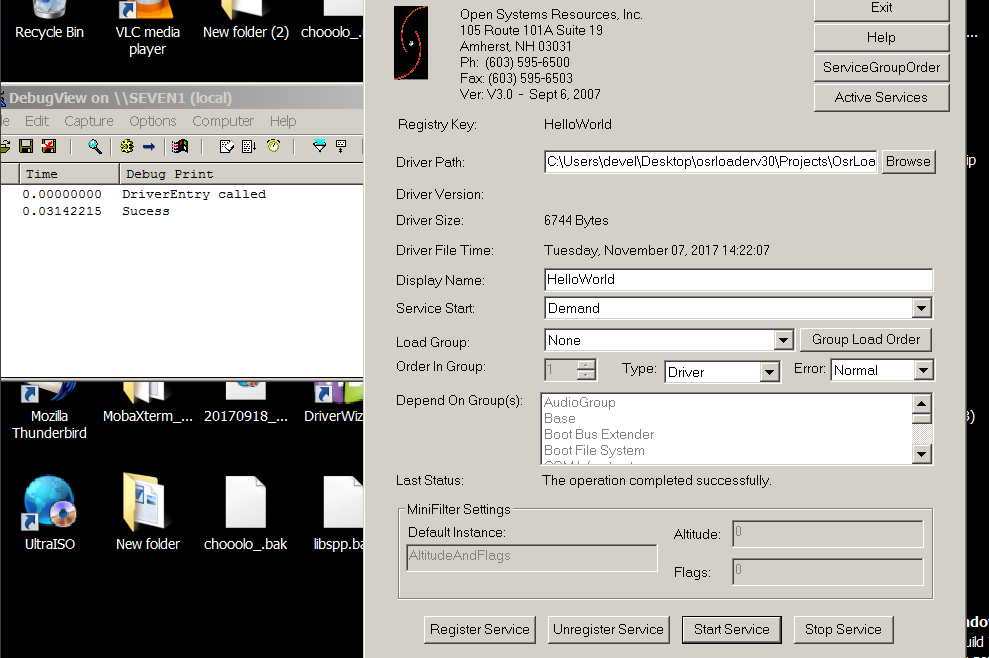 Recycle Bin
VLC media
player
New folder (2)
chooolo_.
DebugView on \\SEVEN1 (local)
Edit Capture Options Computer Help
Time Debug Print
0.00000000 DriverEntry called
0.03142215 Sucess
Mozilla
Thunderbird
MobaXterm_...
20170918_...
DriverWiz
UltraISO
New folder
chooolo_.bak
libspp.ba
Open Systems Resources, Inc.
105 Route 101A Suite 19
Amherst, NH 03031
Ph: (603) 595-6500
Fax: (603) 595-6503
Ver: V3.0 - Sept 6, 2007
Exit
Help
ServiceGroupOrder
Active Services
Registry Key: HelloWorld
Driver Path: C:\Users\devel\Desktop\osrloaderv30\Projects\OsrLoa Browse
Driver Version:
Driver Size: 6744 Bytes
Driver File Time: Tuesday, November 07, 2017 14:22:07
Display Name: HelloWorld
Service Start: Demand
Load Group: None Group Load Order
Order In Group: 1 Type: Driver Error: Normal
Depend On Group(s): AudioGroup
Base
Boot Bus Extender
Boot File System
Last Status: The operation completed successfully.
MiniFilter Settings
Default Instance:
AltitudeAndFlags
Altitude: 0
Flags: 0
Register Service Unregister Service Start Service Stop Service